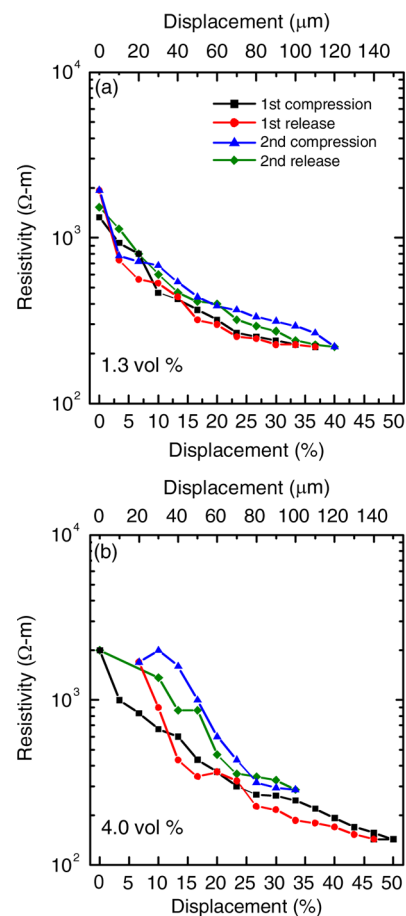 Displacement (μm)
0 20 40 60 80 100 120 140
(a)
1st compression
1st release
2nd compression
2nd release
Resistivity (Ω-m)
10^4
10^3
10^2
1.3 vol %
0 5 10 15 20 25 30 35 40 45 50
Displacement (%)
Displacement (μm)
0 20 40 60 80 100 120 140
(b)
Resistivity (Ω-m)
10^4
10^3
10^2
4.0 vol %
0 5 10 15 20 25 30 35 40 45 50
Displacement (%)